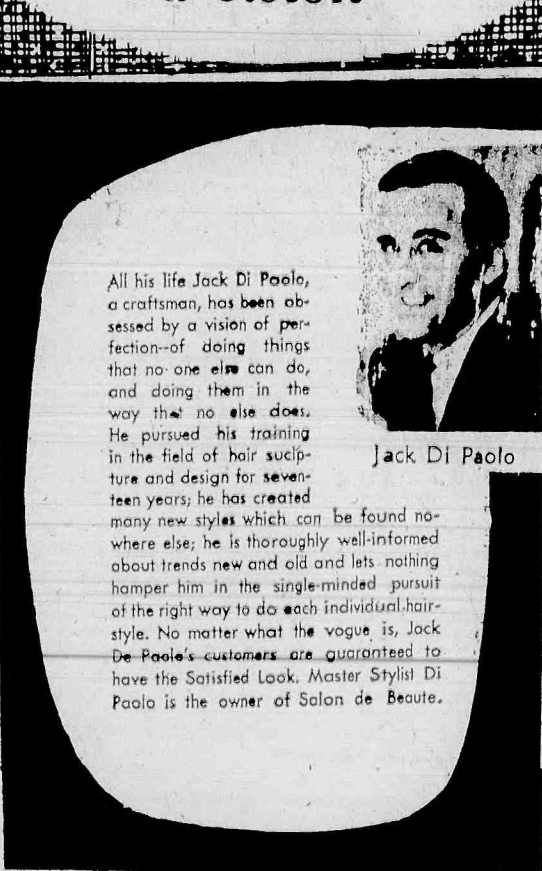 All his life Jack Di Paolo,
a craftsman, has been ob-
sessed by a vision of per-
fection--of doing things
that no one else can do,
and doing them in the
way that no else does.
He pursued his training
in the field of hair suclp-
ture and design for seven-
teen years; he has created
many new styles which can be found no-
where else; he is thoroughly well-informed
about trends new and old and lets nothing
hamper him in the single-minded pursuit
of the right way to do each individual hair-
style. No matter what the vogue is, Jack
De Paole's customers are guaranteed to
have the Satisfied Look. Master Stylist Di
Paolo is the owner of Salon de Beaute.
Jack Di Paolo